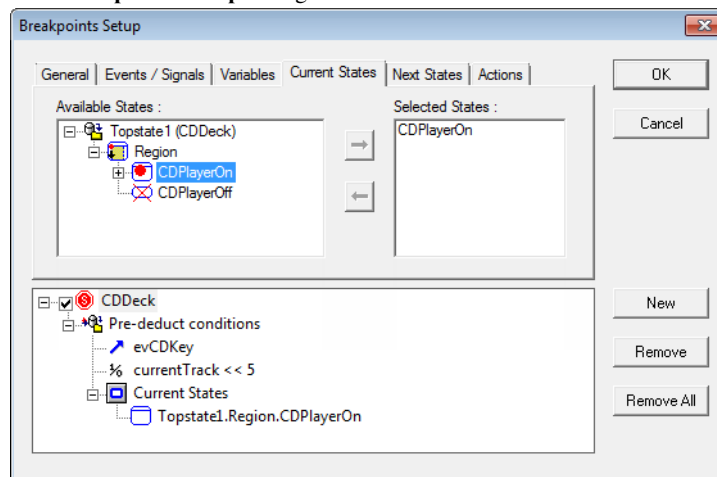 Breakpoints Setup
General Events / Signals Variables Current States Next States Actions
OK
Available States : Selected States :
Cancel
Topstate1 (CDDeck) CDPlayerOn
Region
CDPlayerOn
CDPlayerOff
CDDeck
New
Pre-deduct conditions
evCDKey
Remove
currentTrack << 5
Current States
Remove All
Topstate1.Region.CDPlayerOn